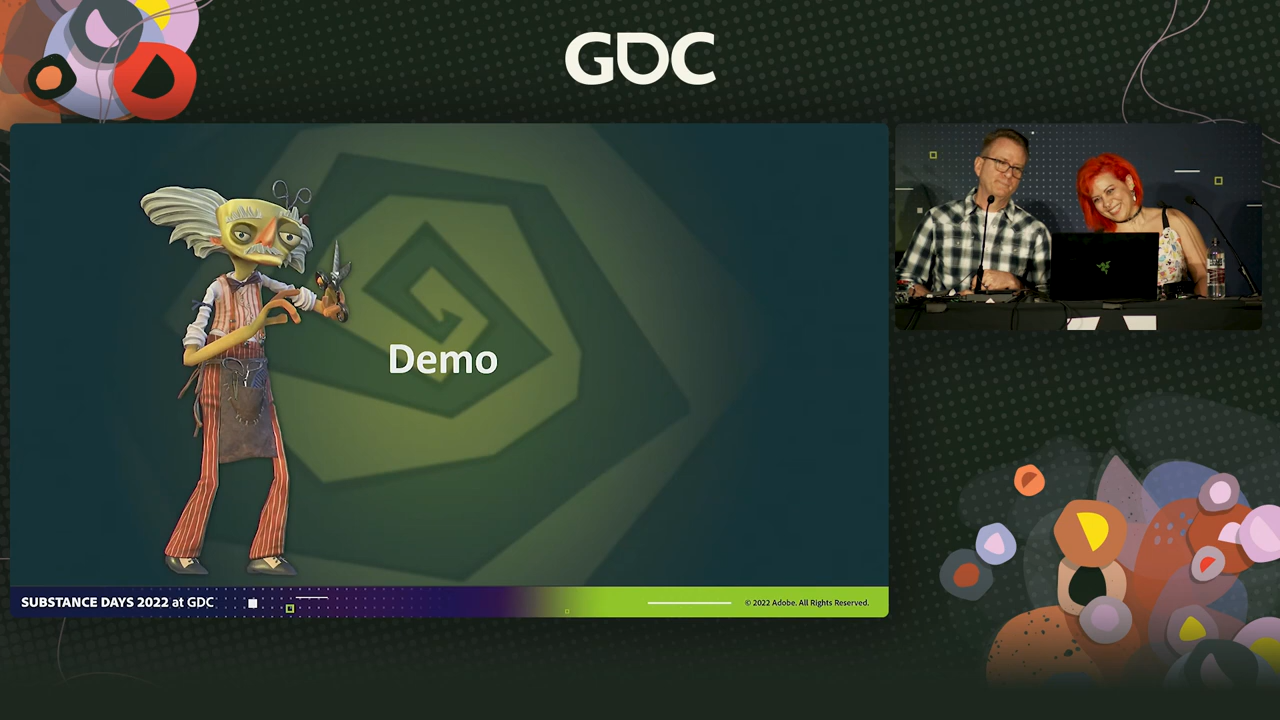 GDC
Demo
SUBSTANCE DAYS 2022 at GDC
© 2022 Adobe. All Rights Reserved.